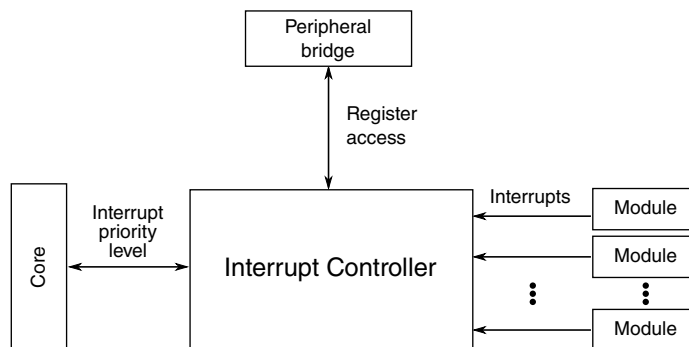 Peripheral
bridge
Register
access
Core
Interrupt
priority
level
Interrupt Controller
Interrupts
Module
Module
Module